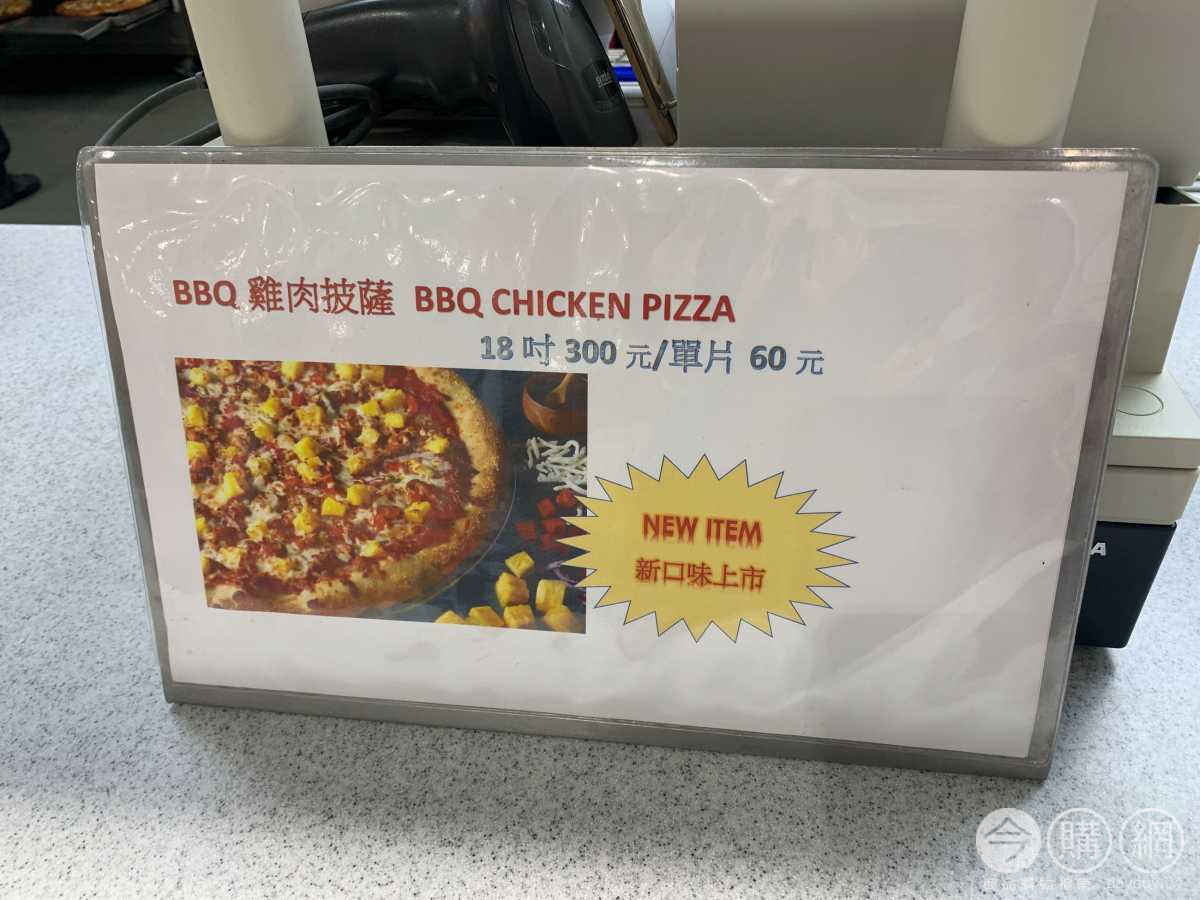 BBQ 雞肉披薩 BBQ CHICKEN PIZZA
18 吋 300 元/單片 60 元
NEW ITEM
新口味上市
A
今購網